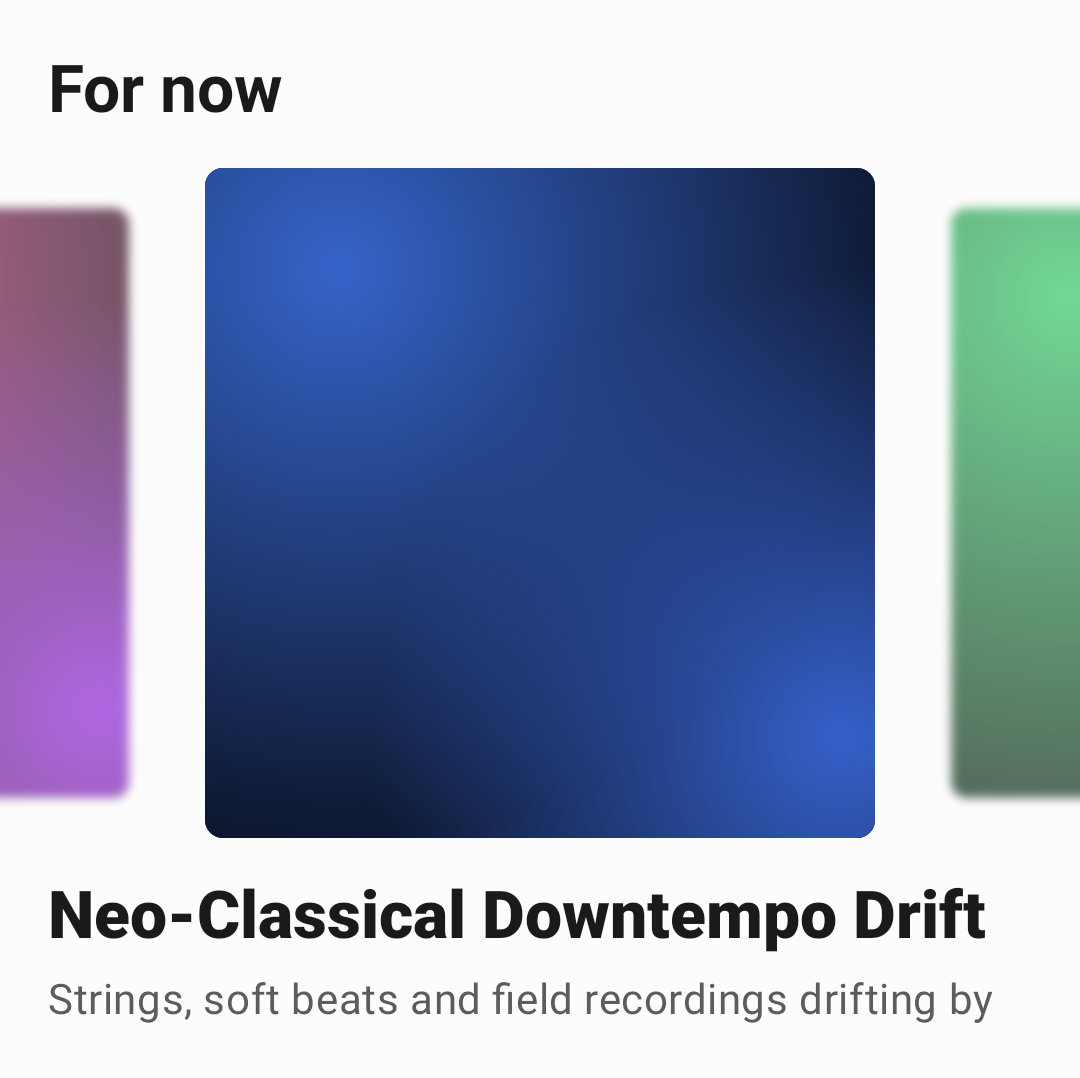 For now
Neo-Classical Downtempo Drift
Strings, soft beats and field recordings drifting by